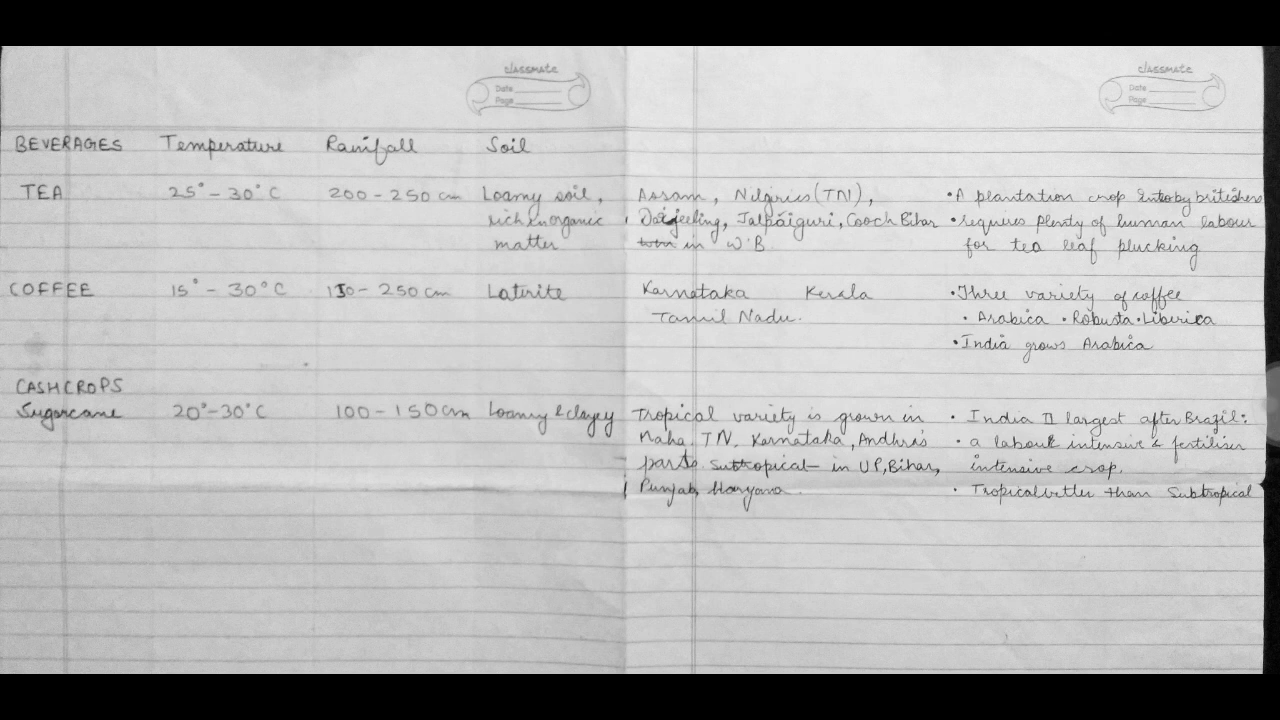 classmate
Date
Page
classmate
Date
Page
BEVERAGES Temperature Rainfall Soil
TEA 25° - 30°C 200 - 250 cm Loamy soil, Assam, Nilgiris (TN), • A plantation crop Intro by britishers
rich in organic Darjeeling, Jalpaiguri, Cooch Bihar • requires plenty of human labour
matter in W.B for tea leaf plucking
COFFEE 15° - 30°C 150 - 250 cm Laterite Karnataka Kerala • Three variety of coffee
Tamil Nadu. • Arabica • Robusta • Liberica
• India grows Arabica
CASHCROPS
Sugarcane 20° - 30°C 100 - 150 cm Loamy & clayey Tropical variety is grown in • India II largest after Brazil:
Maha. TN. Karnataka, Andhra's • a labour intensive & fertiliser
parts. Subtropical - in UP, Bihar, intensive crop.
Punjab, Haryana. • Tropical better than Subtropical